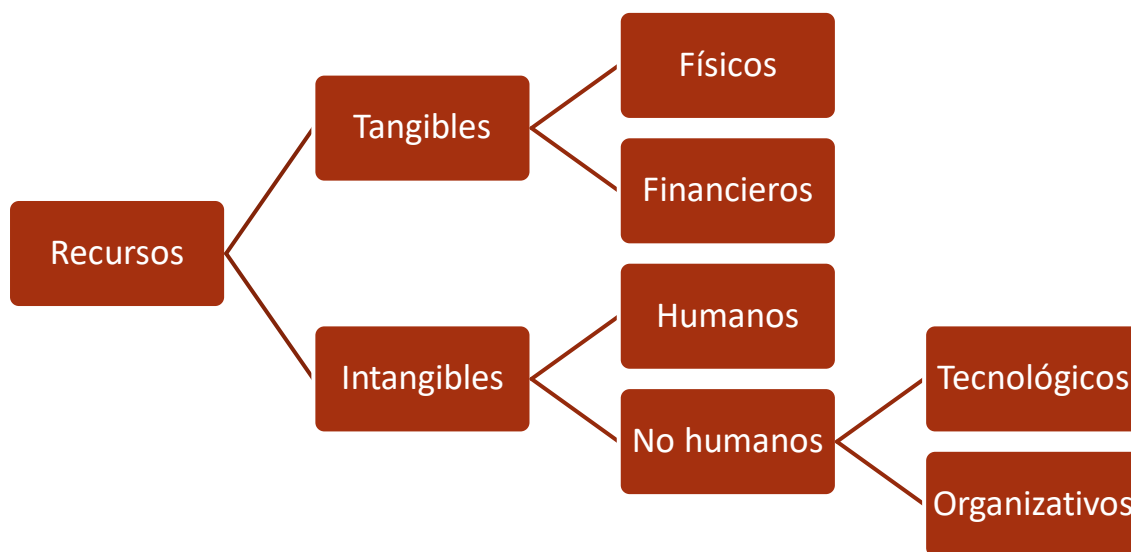 Recursos
Tangibles
Físicos
Financieros
Intangibles
Humanos
No humanos
Tecnológicos
Organizativos